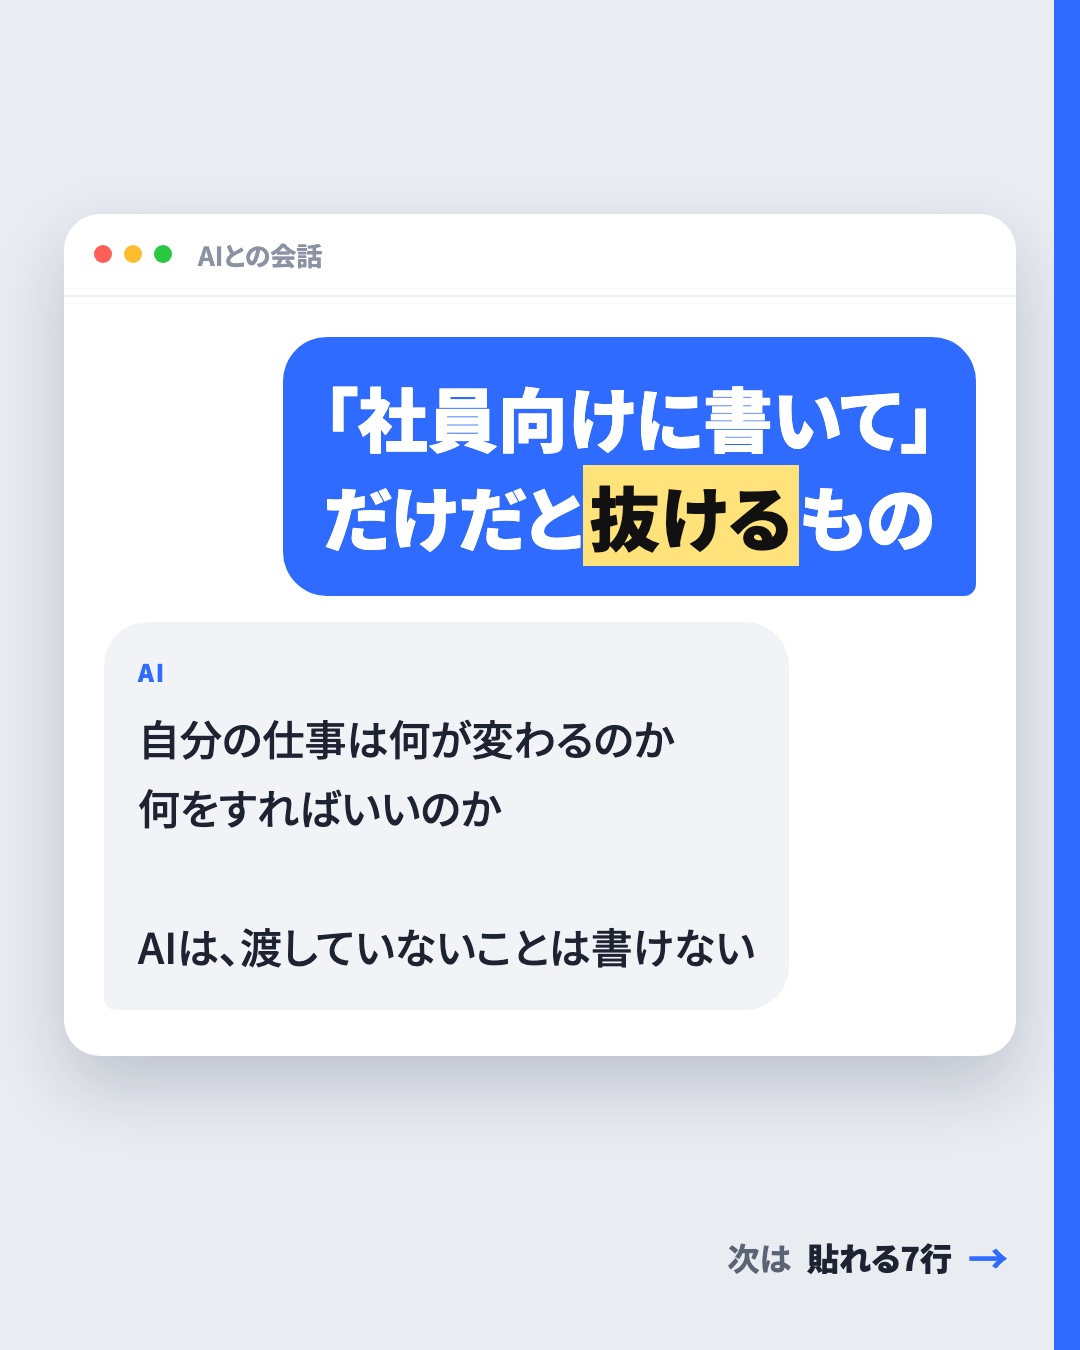 AIとの会話
「社員向けに書いて」
だけだと抜けるもの
AI
自分の仕事は何が変わるのか
何をすればいいのか
AIは、渡していないことは書けない
次は 貼れる7行 →